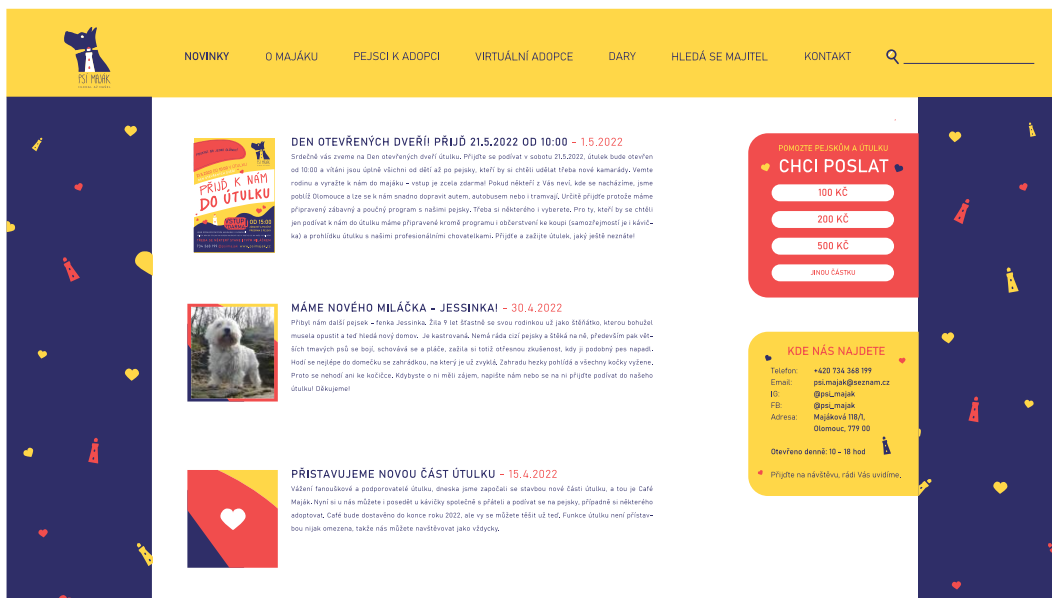 PSÍ MAJÁK
NOVINKY
O MAJÁKU
PEJSCI K ADOPCI
VIRTUÁLNÍ ADOPCE
DARY
HLEDÁ SE MAJITEL
KONTAKT
PŘIJĎ K NÁM
DO ÚTULKU
DEN OTEVŘENÝCH DVEŘÍ! PŘIJĎ 21.5.2022 OD 10:00 – 1.5.2022
Srdečně vás zveme na Den otevřených dveří útulku. Přijďte se podívat v sobotu 21.5.2022, útulek bude otevřen
od 10:00 a vítáni jsou úplně všichni od dětí až po pejsky, kteří by si chtěli udělat třeba nové kamarády. Vemte
rodinu a vyražte k nám do majáku – vstup je zcela zdarma! Pokud někteří z Vás neví, kde se nacházíme, jsme
poblíž Olomouce a lze se k nám snadno dopravit autem, autobusem nebo i tramvají. Určitě přijďte protože máme
připravený zábavný a poučný program s našimi pejsky. Třeba si některého i vyberete. Pro ty, kteří by se chtěli
jen podívat k nám do útulku máme připravené kromě programu i občerstvení ke koupi (samozřejmostí je i kávič-
ka) a prohlídku útulku s našimi profesionálními chovatelkami. Přijďte a zažijte útulek, jaký ještě neznáte!
MÁME NOVÉHO MILÁČKA – JESSINKA! – 30.4.2022
Přibyl nám další pejsek – fenka Jessinka. Žila 9 let šťastně se svou rodinkou už jako štěňátko, kterou bohužel
musela opustit a teď hledá nový domov. Je kastrovaná. Nemá ráda cizí pejsky a štěká na ně, především pak vět-
ších tmavých psů se bojí, schovává se a pláče, zažila si totiž otřesnou zkušenost, kdy ji podobný pes napadl.
Hodí se nejlépe do domečku se zahrádkou, na který je už zvyklá. Zahradu hezky pohlídá a všechny kočky vyžene.
Proto se nehodí ani ke kočičce. Kdybyste o ni měli zájem, napište nám nebo se na ni přijďte podívat do našeho
útulku! Děkujeme!
PŘISTAVUJEME NOVOU ČÁST ÚTULKU – 15.4.2022
Vážení fanouškové a podporovatelé útulku, dneska jsme započali se stavbou nové části útulku, a tou je Café
Maják. Nyní si u nás můžete i posedět u kávičky společně s přáteli a podívat se na pejsky, případně si některého
adoptovat. Café bude dostavěno do konce roku 2022, ale vy se můžete těšit už teď. Funkce útulku není přístav-
bou nijak omezena, takže nás můžete navštěvovat jako vždycky.
POMOZTE PEJSKŮM A ÚTULKU
CHCI POSLAT
100 KČ
200 KČ
500 KČ
JINOU ČÁSTKU
KDE NÁS NAJDETE
Telefon: +420 734 368 199
Email: psi.majak@seznam.cz
IG: @psi_majak
FB: @psi_majak
Adresa: Majáková 118/1,
Olomouc, 779 00
Otevřeno denně: 10 – 18 hod
Přijďte na návštěvu, rádi Vás uvidíme.